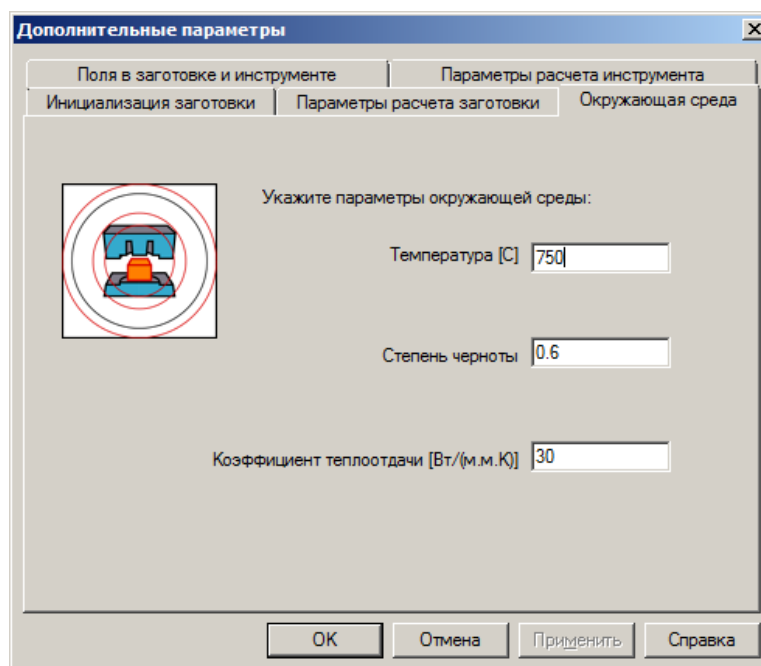 Дополнительные параметры
Поля в заготовке и инструменте
Параметры расчета инструмента
Инициализация заготовки
Параметры расчета заготовки
Окружающая среда
Укажите параметры окружающей среды:
Температура [C] 750
Степень черноты 0.6
Коэффициент теплоотдачи [Вт/(м.м.К)] 30
OK
Отмена
Применить
Справка